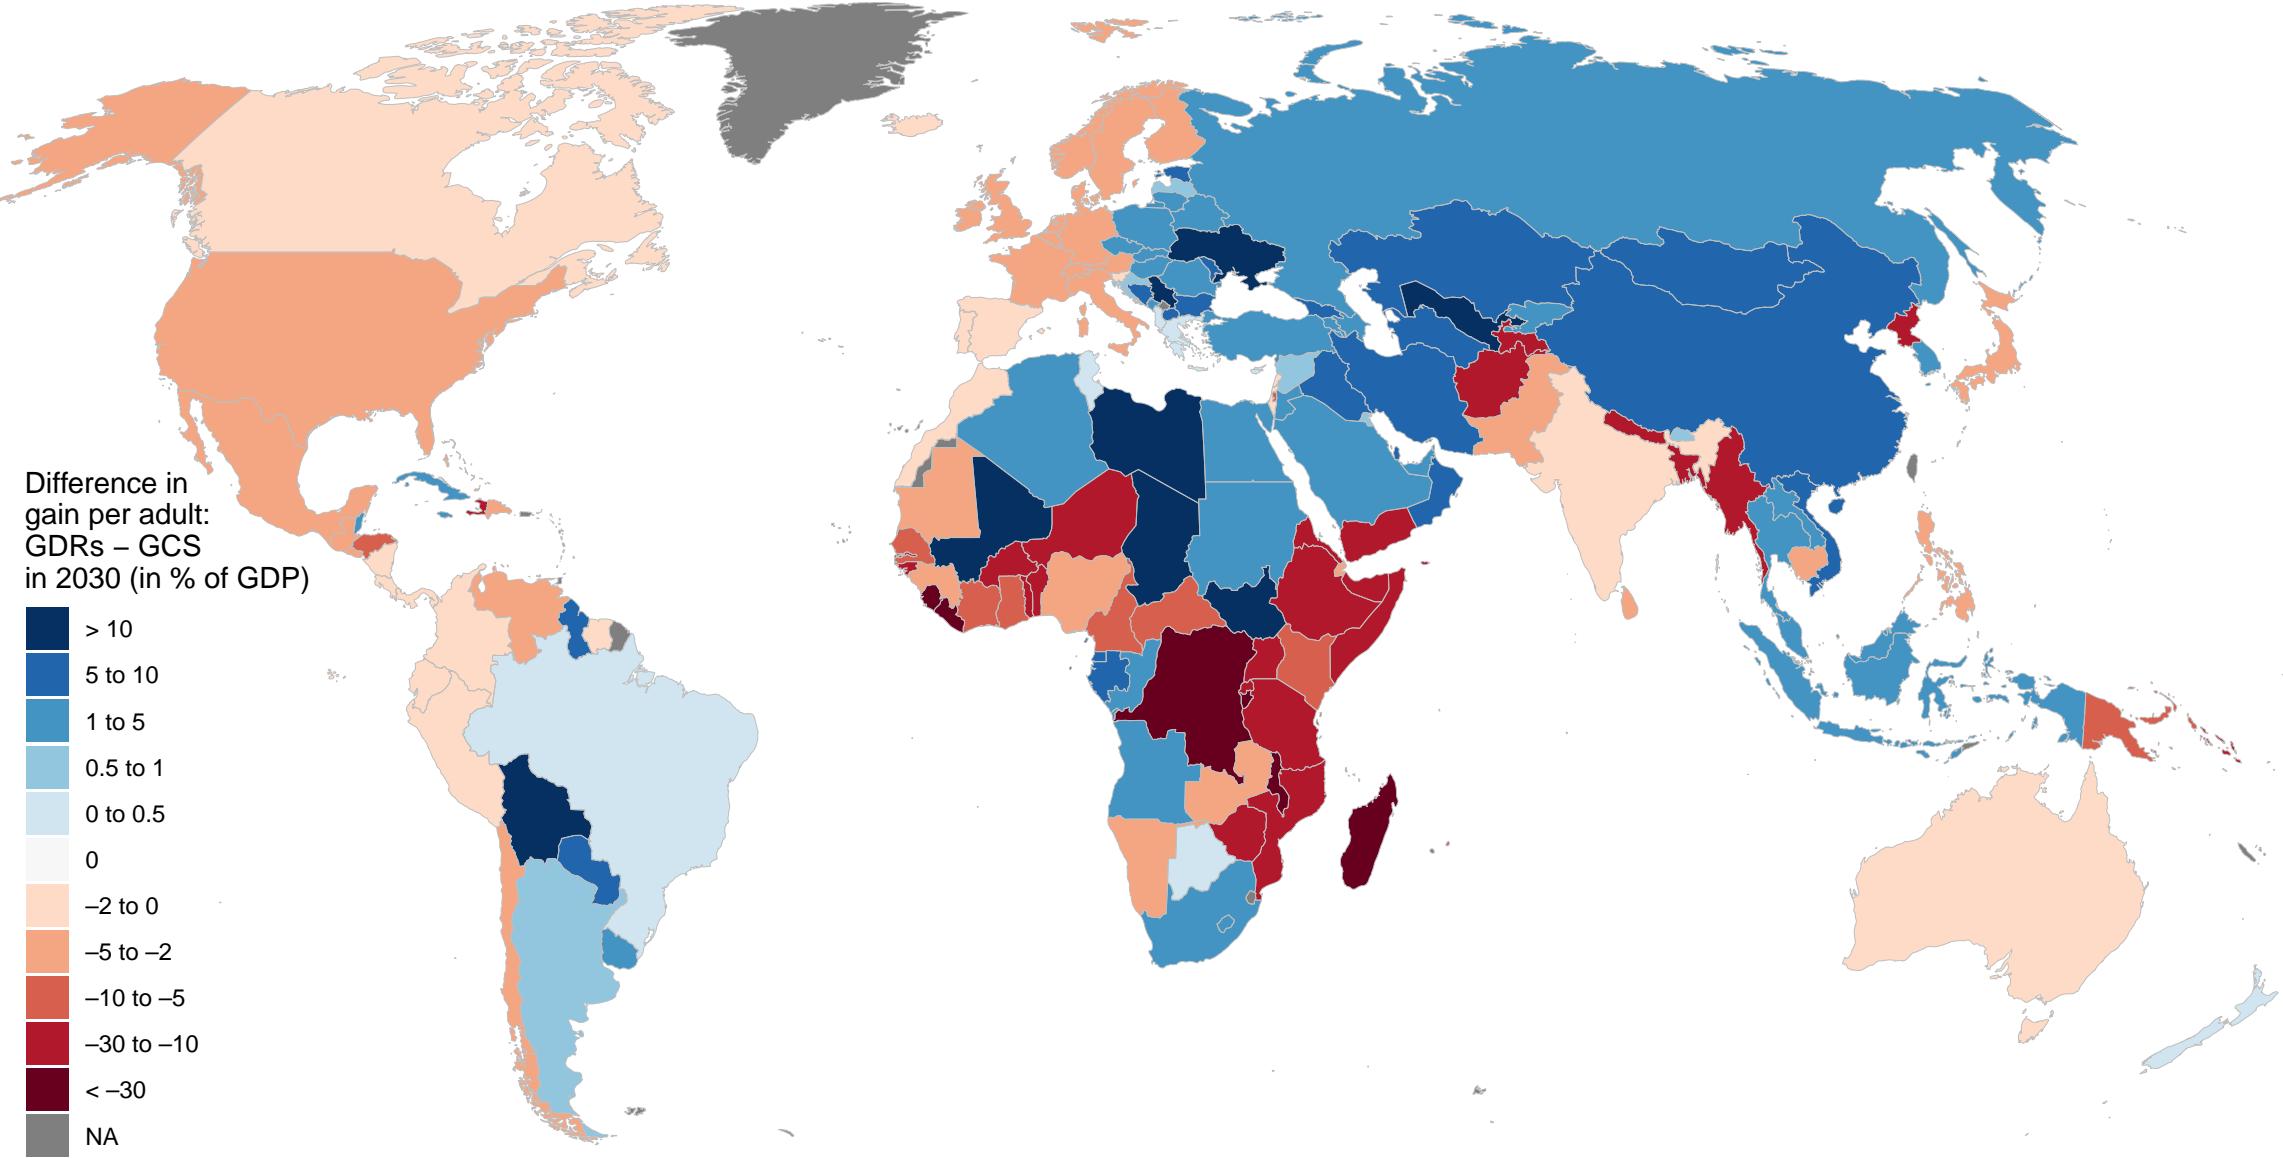 Difference in
gain per adult:
GDRs – GCS
in 2030 (in % of GDP)
> 10
5 to 10
1 to 5
0.5 to 1
0 to 0.5
0
–2 to 0
–5 to –2
–10 to –5
–30 to –10
< –30
NA